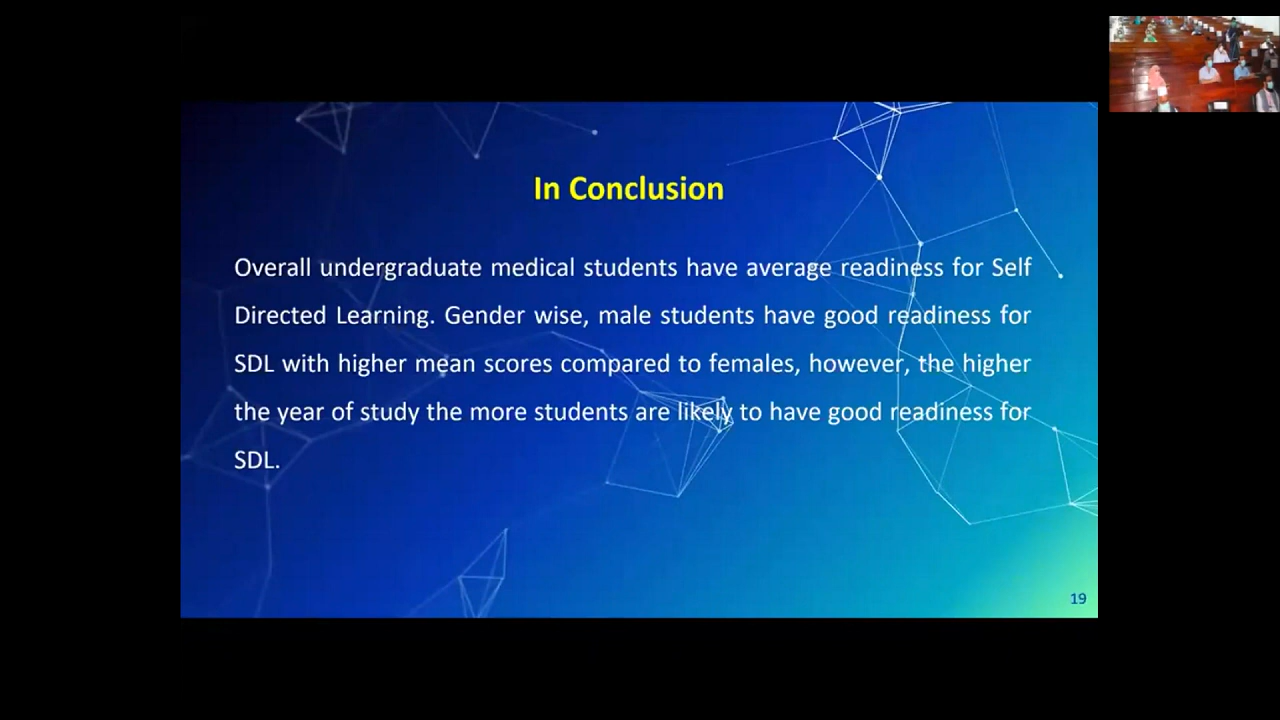 In Conclusion
Overall undergraduate medical students have average readiness for Self
Directed Learning. Gender wise, male students have good readiness for
SDL with higher mean scores compared to females, however, the higher
the year of study the more students are likely to have good readiness for
SDL.
19